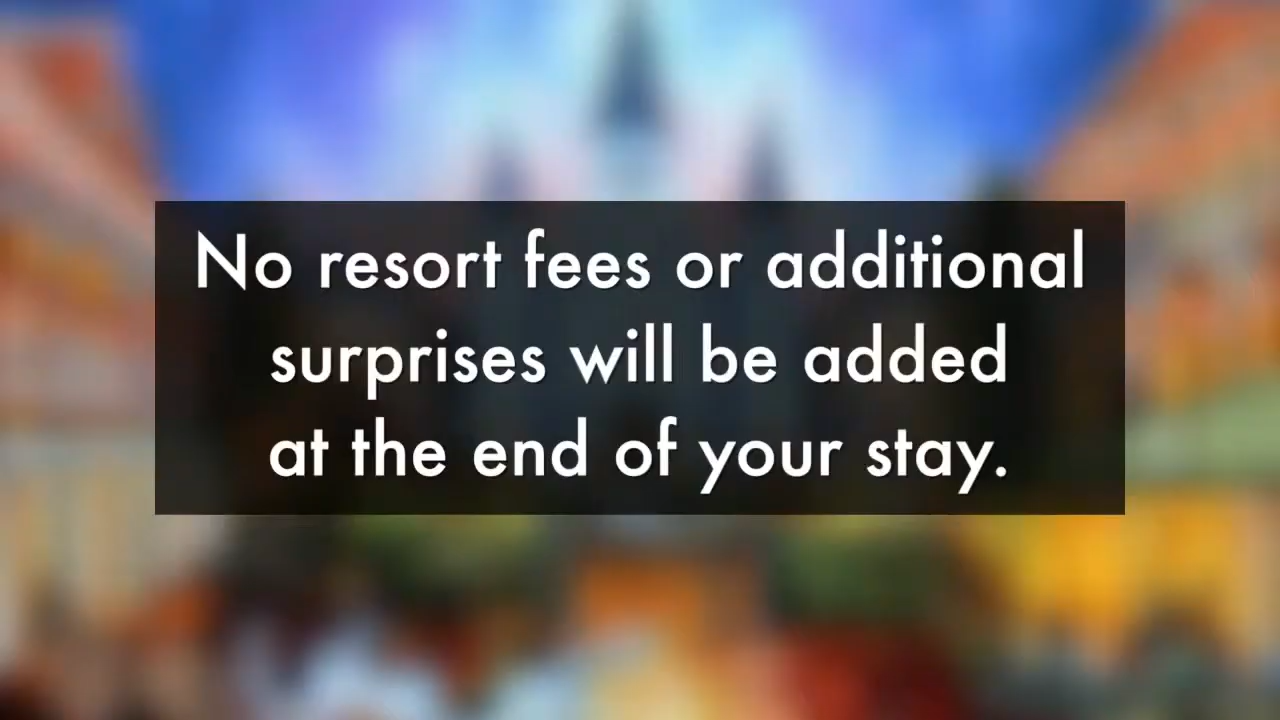 No resort fees or additional
surprises will be added
at the end of your stay.